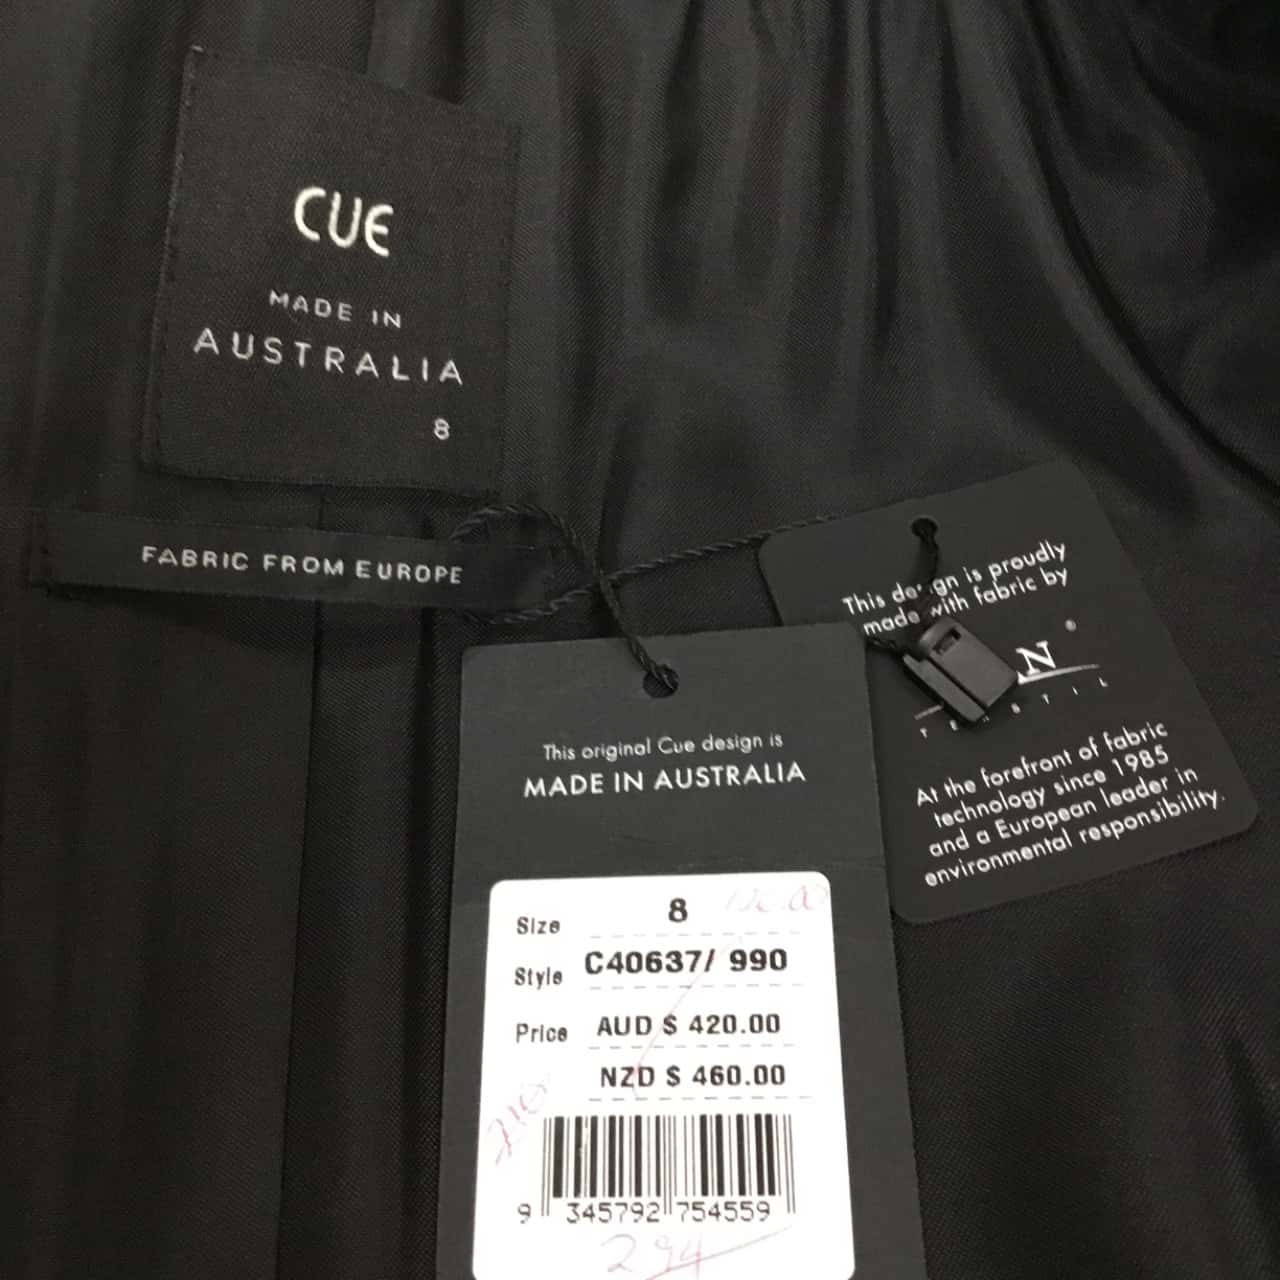 CUE
MADE IN
AUSTRALIA
8
FABRIC FROM EUROPE
This original Cue design is
MADE IN AUSTRALIA
Size 8
Style C40637/ 990
Price AUD $ 420.00
NZD $ 460.00
9 345792 754559
294
This design is proudly
made with fabric by
N ®
At the forefront of fabric
technology since 1985
and a European leader in
environmental responsibility.